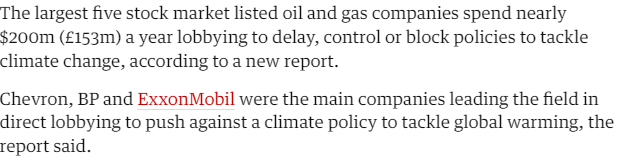 The largest five stock market listed oil and gas companies spend nearly
$200m (£153m) a year lobbying to delay, control or block policies to tackle
climate change, according to a new report.
Chevron, BP and ExxonMobil were the main companies leading the field in
direct lobbying to push against a climate policy to tackle global warming, the
report said.